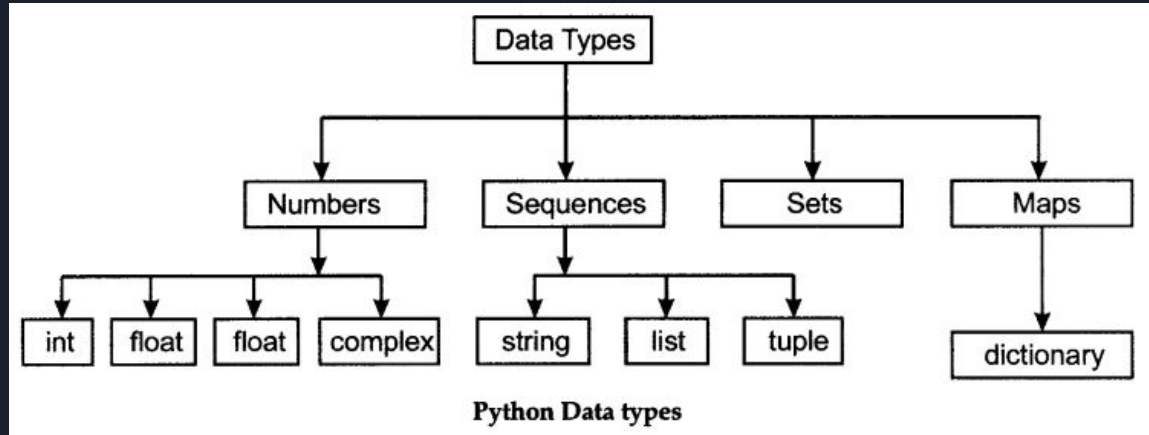 Data Types
Numbers
Sequences
Sets
Maps
int
float
float
complex
string
list
tuple
dictionary
Python Data types